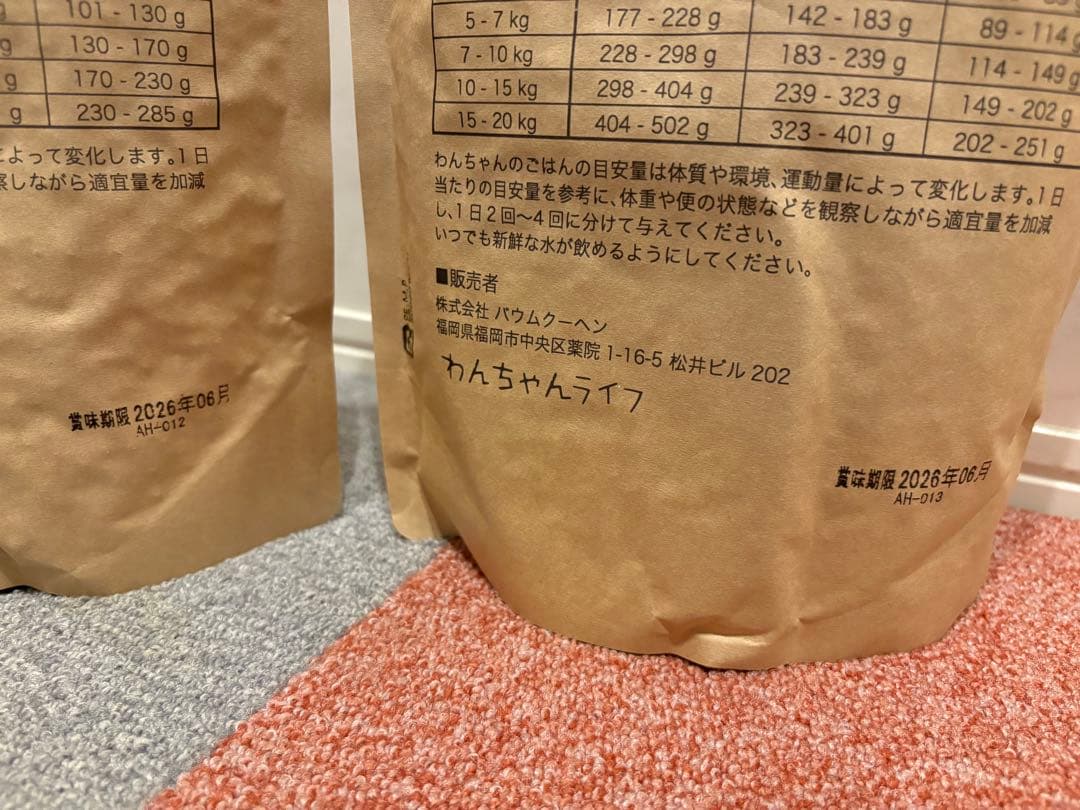 101 - 130 g
g 130 - 170 g
g 170 - 230 g
g 230 - 285 g
よって変化します。1日
察しながら適宜量を加減
賞味期限 2026年06月
AH-012
5 - 7 kg 177 - 228 g 142 - 183 g 89 - 114 g
7 - 10 kg 228 - 298 g 183 - 239 g 114 - 149 g
10 - 15 kg 298 - 404 g 239 - 323 g 149 - 202 g
15 - 20 kg 404 - 502 g 323 - 401 g 202 - 251 g
わんちゃんのごはんの目安量は体質や環境、運動量によって変化します。1日
当たりの目安量を参考に、体重や便の状態などを観察しながら適宜量を加減
し、1日2回〜4回に分けて与えてください。
いつでも新鮮な水が飲めるようにしてください。
■販売者
株式会社 バウムクーヘン
福岡県福岡市中央区薬院 1-16-5 松井ビル 202
わんちゃんライフ
賞味期限 2026年06月
AH-013